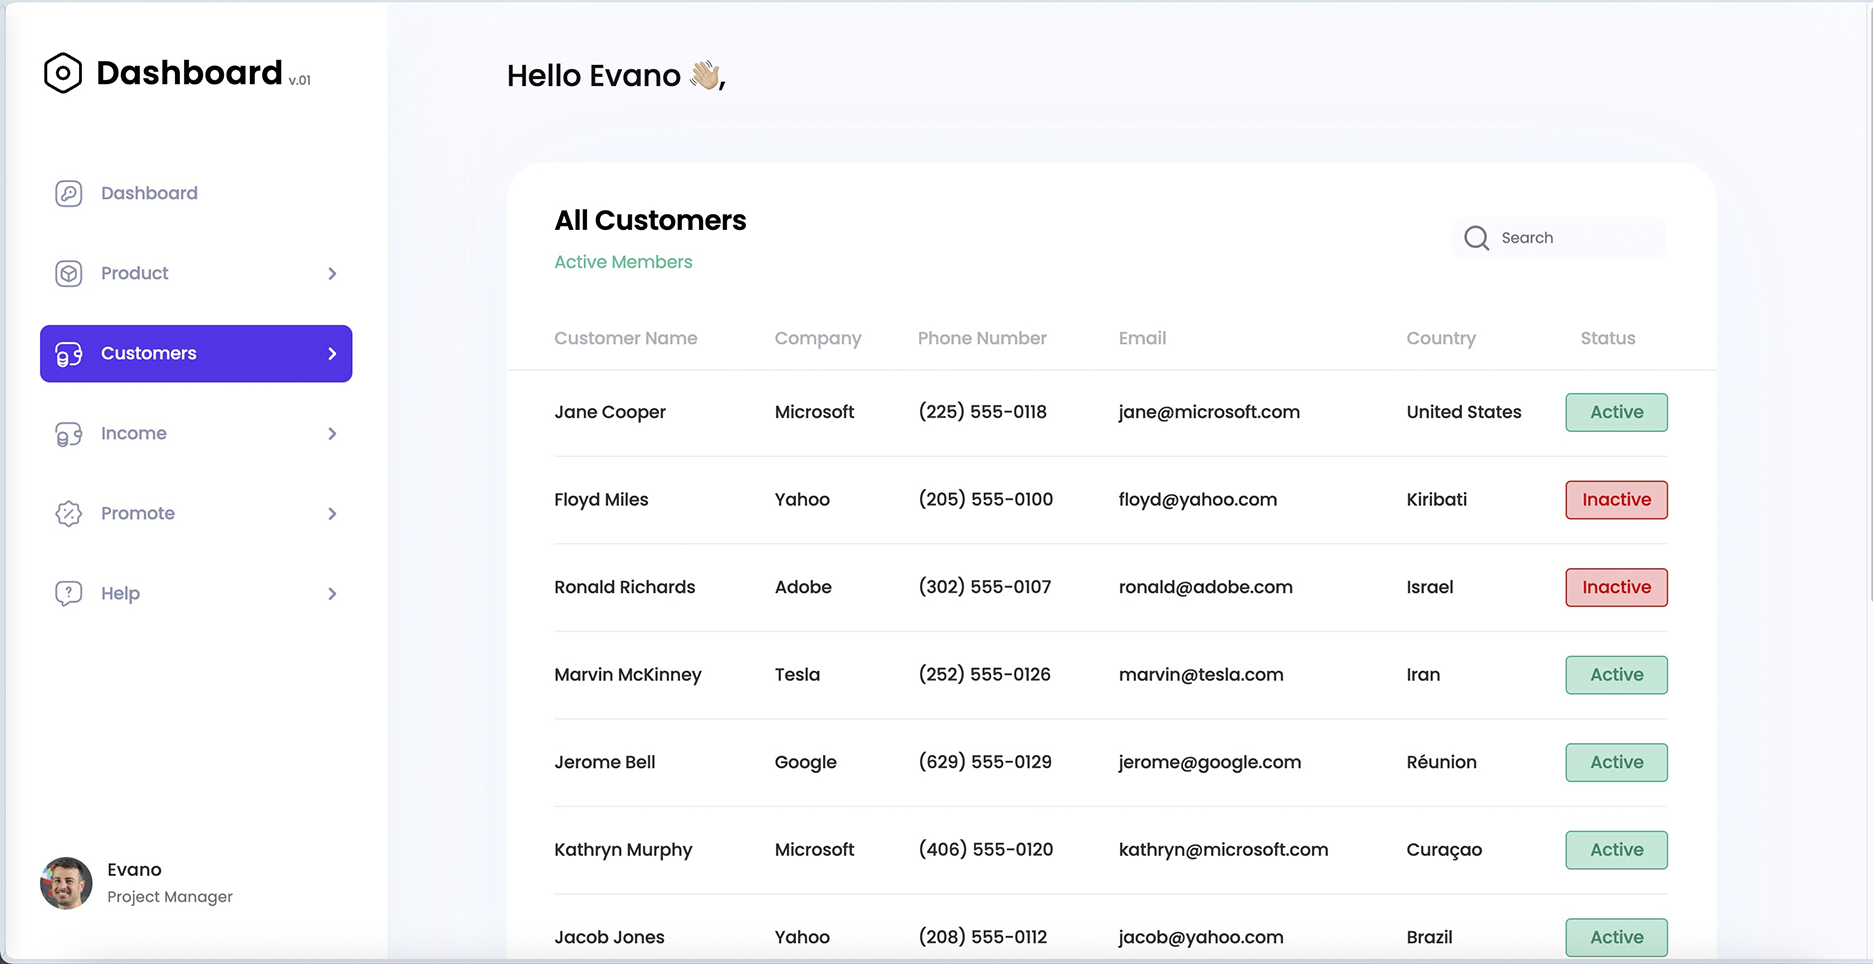 Dashboard v.01
Dashboard
Product
Customers
Income
Promote
Help
Evano
Project Manager
Hello Evano 👋🏼,
All Customers
Active Members
Search
Customer Name Company Phone Number Email Country Status
Jane Cooper Microsoft (225) 555-0118 jane@microsoft.com United States Active
Floyd Miles Yahoo (205) 555-0100 floyd@yahoo.com Kiribati Inactive
Ronald Richards Adobe (302) 555-0107 ronald@adobe.com Israel Inactive
Marvin McKinney Tesla (252) 555-0126 marvin@tesla.com Iran Active
Jerome Bell Google (629) 555-0129 jerome@google.com Réunion Active
Kathryn Murphy Microsoft (406) 555-0120 kathryn@microsoft.com Curaçao Active
Jacob Jones Yahoo (208) 555-0112 jacob@yahoo.com Brazil Active